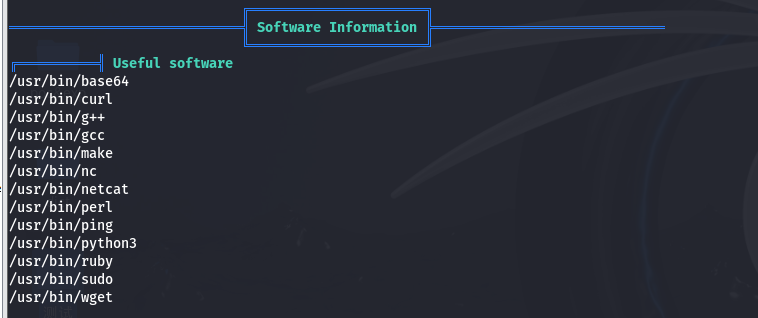 Software Information
Useful software
/usr/bin/base64
/usr/bin/curl
/usr/bin/g++
/usr/bin/gcc
/usr/bin/make
/usr/bin/nc
/usr/bin/netcat
/usr/bin/perl
/usr/bin/ping
/usr/bin/python3
/usr/bin/ruby
/usr/bin/sudo
/usr/bin/wget